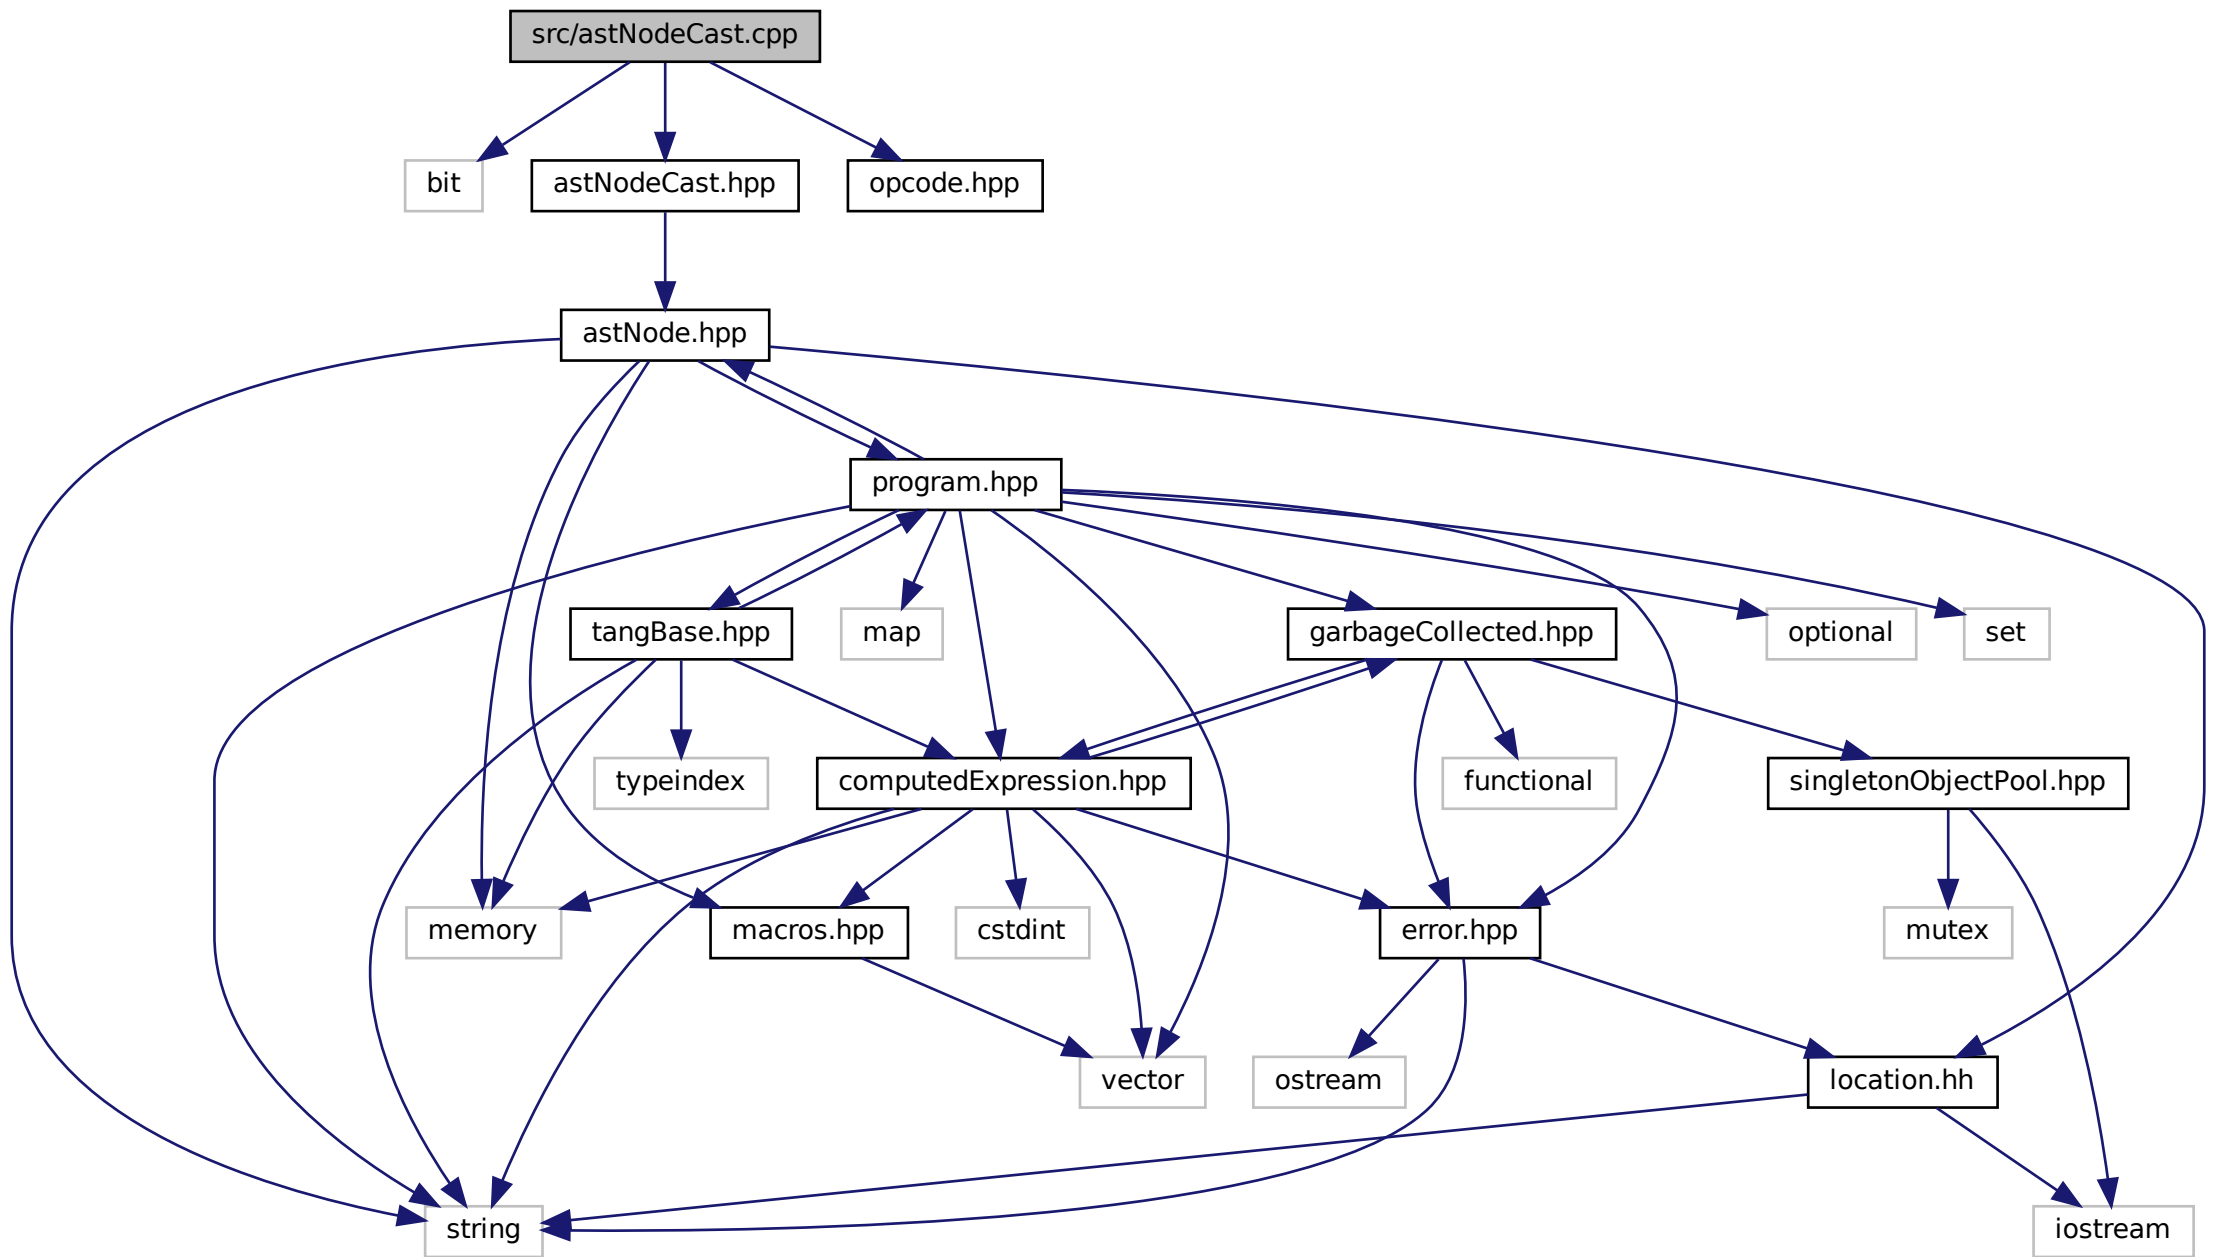 src/astNodeCast.cpp
bit
astNodeCast.hpp
opcode.hpp
astNode.hpp
program.hpp
tangBase.hpp
map
garbageCollected.hpp
optional
set
typeindex
computedExpression.hpp
functional
singletonObjectPool.hpp
memory
macros.hpp
cstdint
error.hpp
mutex
vector
ostream
location.hh
string
iostream